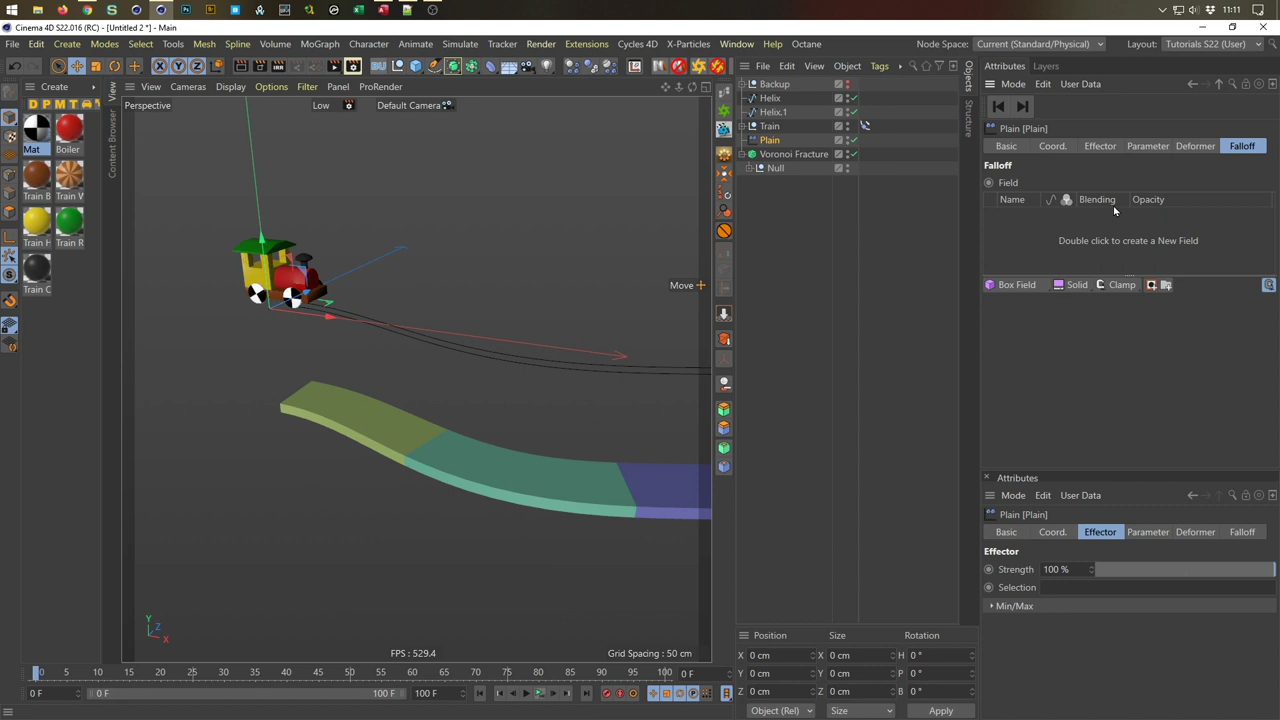 11:11
Cinema 4D S22.016 (RC) - [Untitled 2 *] - Main
File Edit Create Modes Select Tools Mesh Spline Volume MoGraph Character Animate Simulate Tracker Render Extensions Cycles 4D X-Particles Window Help Octane Node Space: Current (Standard/Physical) Layout: Tutorials S22 (User)
Create
D P M T
Mat Boiler
Train B Train W
Train H Train R
Train C
View
Content Browser
View Cameras Display Options Filter Panel ProRender
Perspective Low Default Camera
Move
Y
Z
X
FPS : 529.4 Grid Spacing : 50 cm
File Edit View Object Tags
Backup
Helix
Helix.1
Train
Plain
Voronoi Fracture
Null
Objects
Structure
Attributes Layers
Mode Edit User Data
Plain [Plain]
Basic Coord. Effector Parameter Deformer Falloff
Falloff
Field
Name Blending Opacity
Double click to create a New Field
Box Field Solid Clamp
Attributes
Mode Edit User Data
Plain [Plain]
Basic Coord. Effector Parameter Deformer Falloff
Effector
Strength 100 %
Selection
Min/Max
Position Size Rotation
X 0 cm X 0 cm H 0 °
Y 0 cm Y 0 cm P 0 °
Z 0 cm Z 0 cm B 0 °
Object (Rel) Size Apply
0 5 10 15 20 25 30 35 40 45 50 55 60 65 70 75 80 85 90 95 100 0 F
0 F 0 F 100 F 100 F